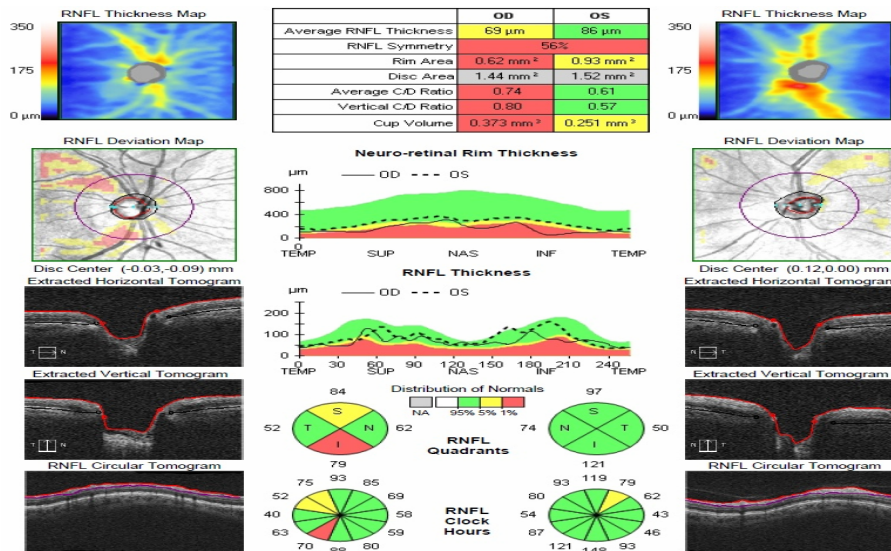 RNFL Thickness Map
350
175
0 µm
OD OS
Average RNFL Thickness 69 µm 86 µm
RNFL Symmetry 56%
Rim Area 0.62 mm² 0.93 mm²
Disc Area 1.44 mm² 1.52 mm²
Average C/D Ratio 0.74 0.61
Vertical C/D Ratio 0.80 0.57
Cup Volume 0.373 mm³ 0.251 mm³
RNFL Thickness Map
350
175
0 µm
RNFL Deviation Map
Disc Center (-0.03,-0.09) mm
Neuro-retinal Rim Thickness
µm OD OS
800
400
0
TEMP SUP NAS INF TEMP
RNFL Deviation Map
Disc Center (0.12,0.00) mm
Extracted Horizontal Tomogram
T N
RNFL Thickness
µm OD OS
200
100
0
0 30 60 90 120 150 180 210 240
TEMP SUP NAS INF TEMP
Extracted Horizontal Tomogram
T N
Extracted Vertical Tomogram
T N
Distribution of Normals
NA 95% 5% 1%
Extracted Vertical Tomogram
T N
84
S
52 T N 62
I
79
RNFL
Quadrants
97
S
74 N T 50
I
121
RNFL Circular Tomogram
RNFL Circular Tomogram
93
75 85
52 69
40 58
63 59
70 80
88
RNFL
Clock
Hours
119
93 79
80 62
54 43
87 46
121 93
148